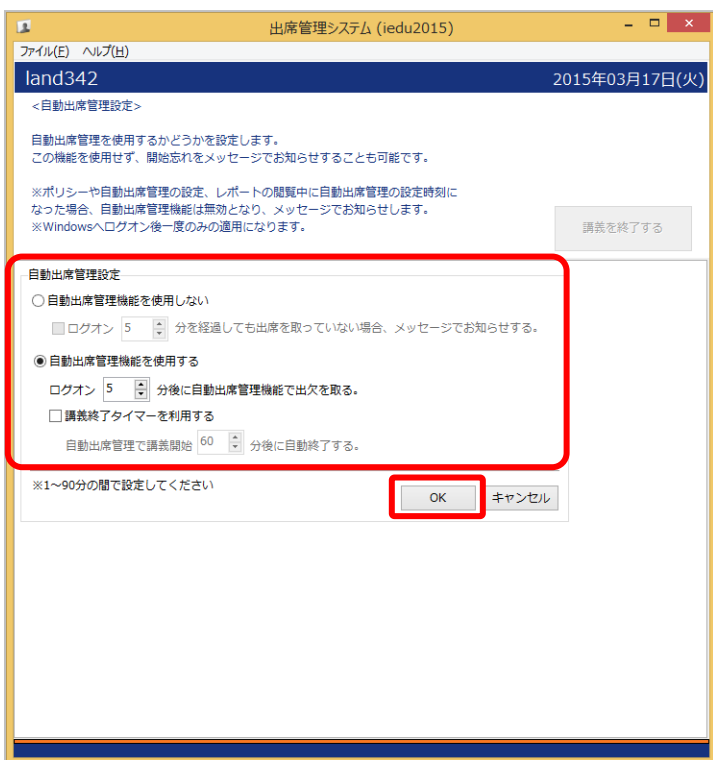 出席管理システム (iedu2015)
ファイル(F) ヘルプ(H)
land342 2015年03月17日(火)
<自動出席管理設定>
自動出席管理を使用するかどうかを設定します。
この機能を使用せず、開始忘れをメッセージでお知らせすることも可能です。
※ポリシーや自動出席管理の設定、レポートの閲覧中に自動出席管理の設定時刻に
なった場合、自動出席管理機能は無効となり、メッセージでお知らせします。
※Windowsへログオン後一度のみの適用になります。
講義を終了する
自動出席管理設定
自動出席管理機能を使用しない
ログオン 5 分を経過しても出席を取っていない場合、メッセージでお知らせする。
自動出席管理機能を使用する
ログオン 5 分後に自動出席管理機能で出欠を取る。
講義終了タイマーを利用する
自動出席管理で講義開始 60 分後に自動終了する。
※1～90分の間で設定してください
OK キャンセル